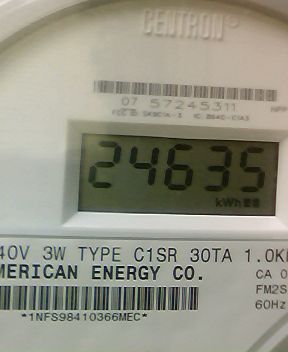 CENTRON®
07 57245311
24635
kWh
40V 3W TYPE C1SR 30TA 1.0K
MERICAN ENERGY CO.
CA 0
FM2S
60Hz
*1NFS98410366MEC*